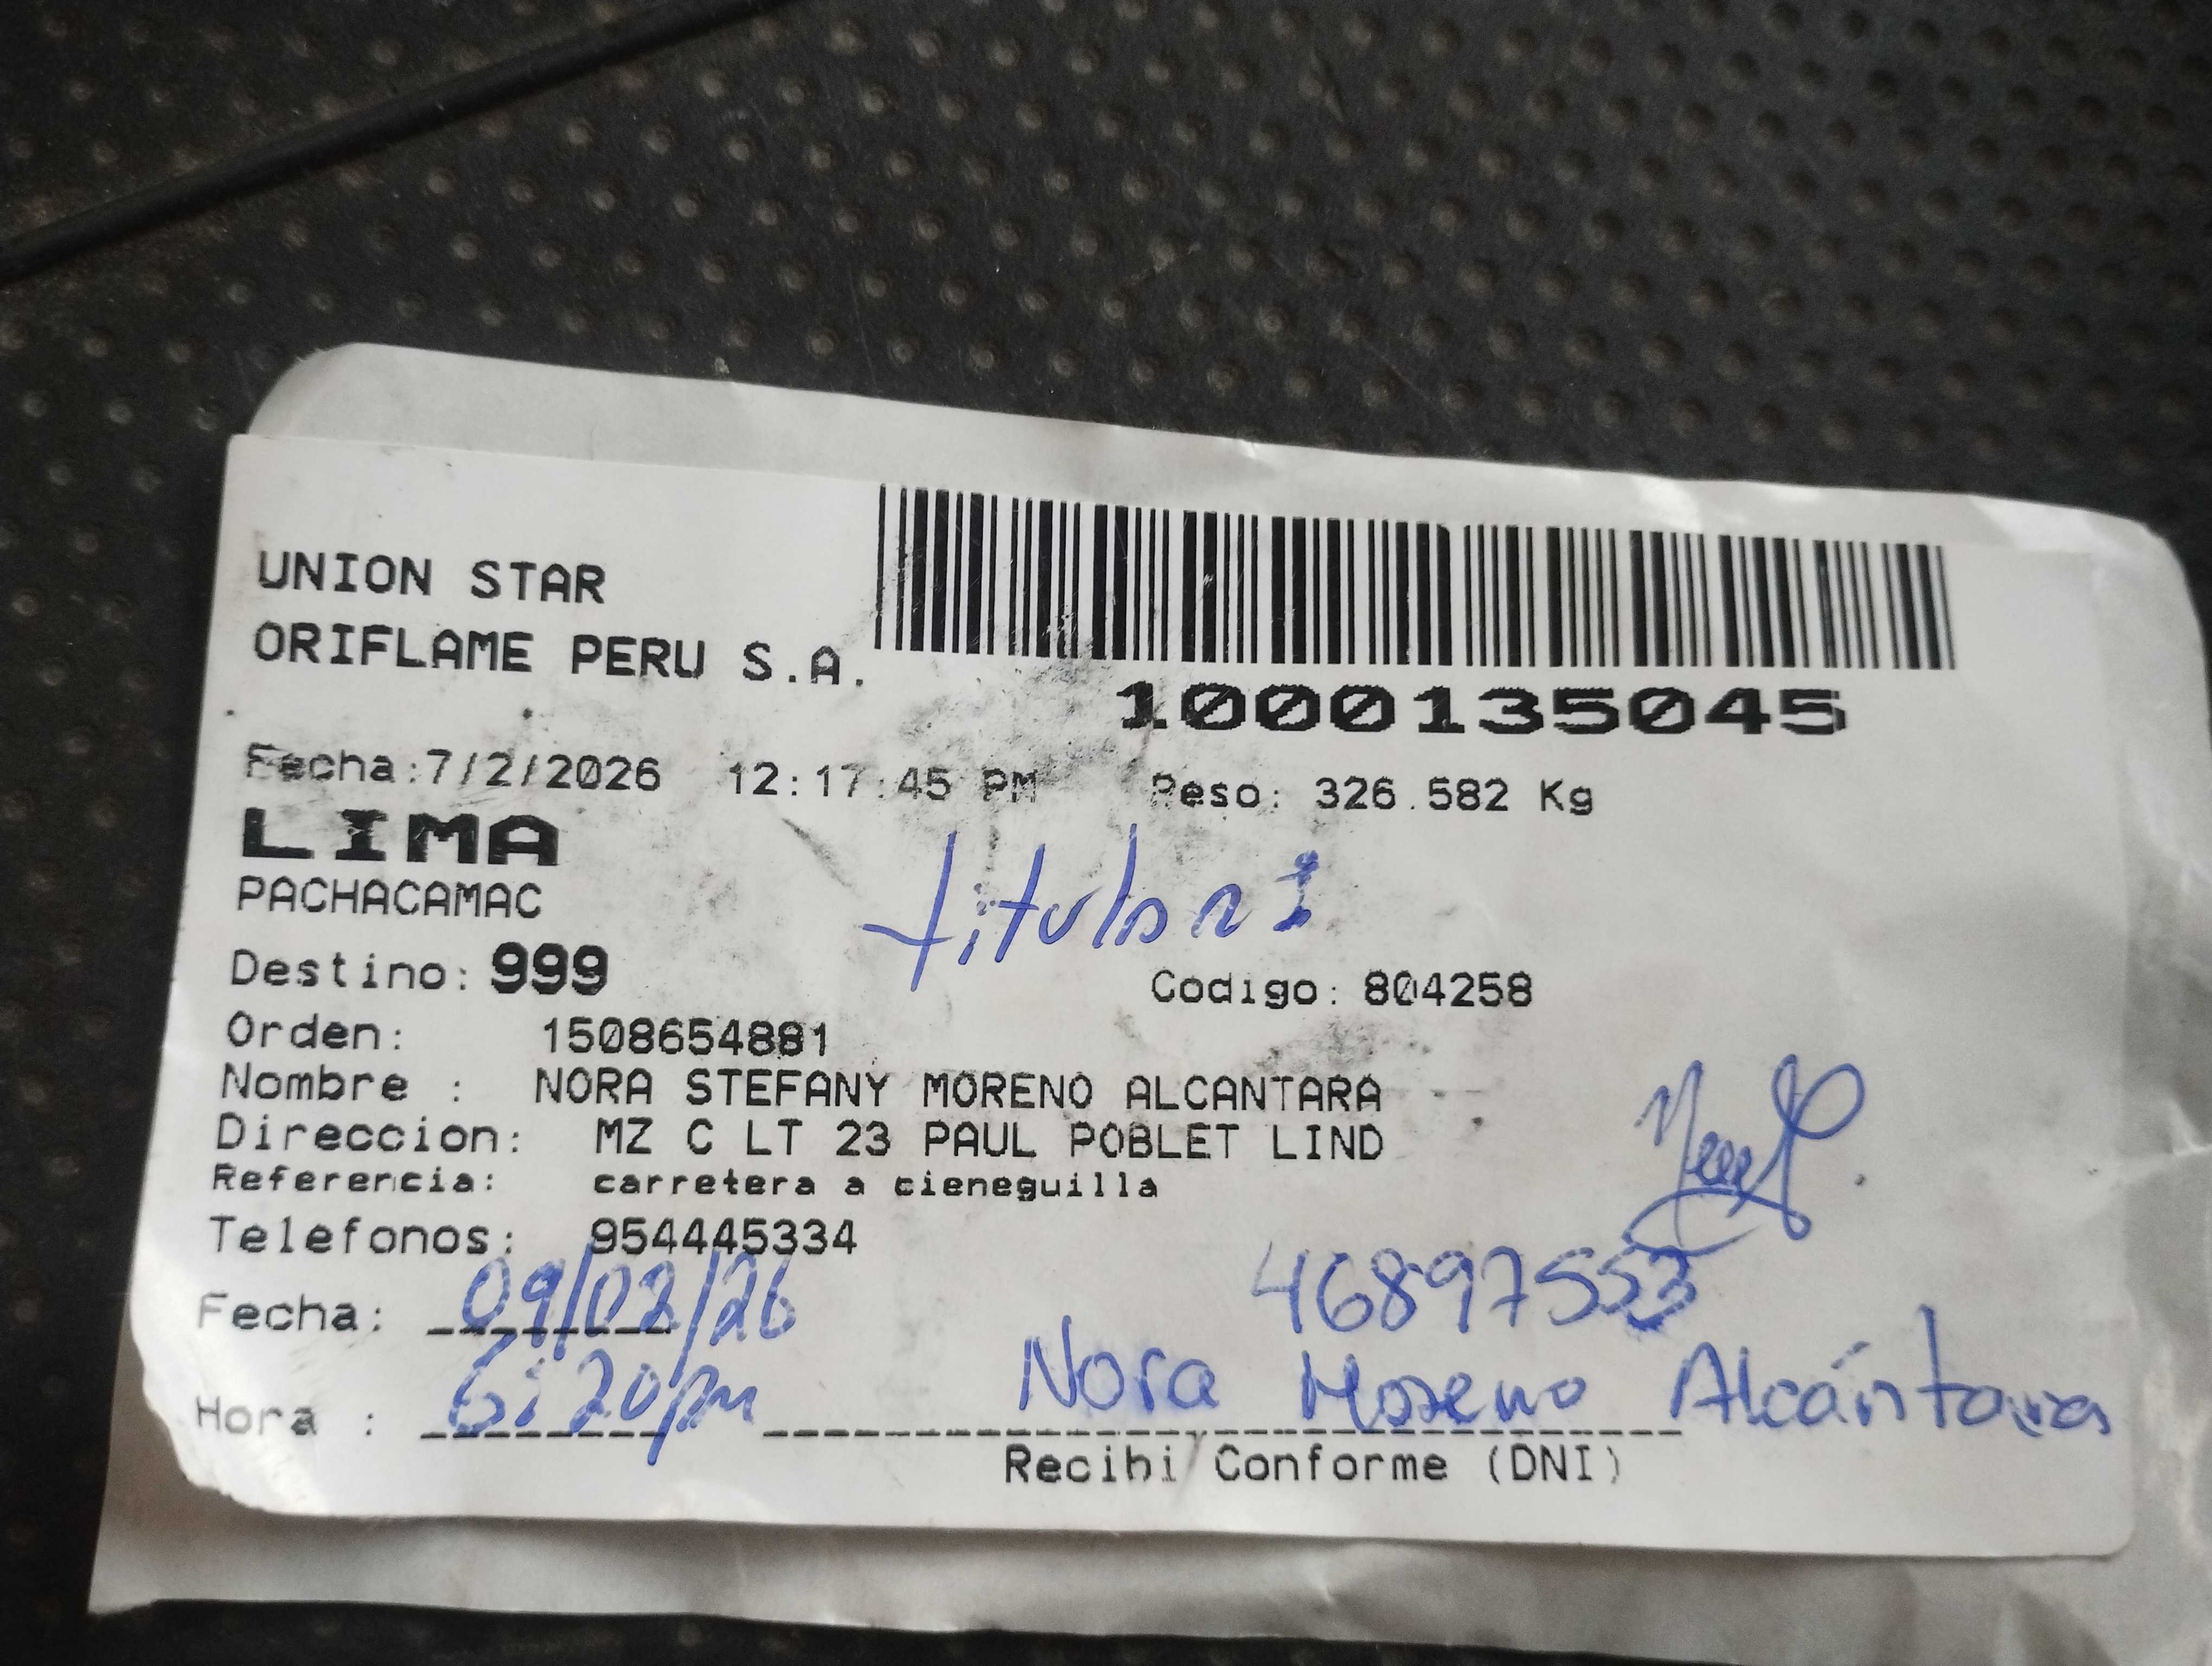 UNION STAR
ORIFLAME PERU S.A.
1000135045
Fecha:7/2/2026 12:17:45 PM Peso: 326.582 Kg
LIMA
PACHACAMAC
titular
Destino: 999 Codigo: 804258
Orden: 1508654881
Nombre : NORA STEFANY MORENO ALCANTARA
Direccion: MZ C LT 23 PAUL POBLET LIND
Referencia: carretera a cieneguilla
Telefonos: 954445334
Fecha: 09/02/26 46897553
Hora : 6:20pm Nora Moreno Alcántara
Recibi Conforme (DNI)